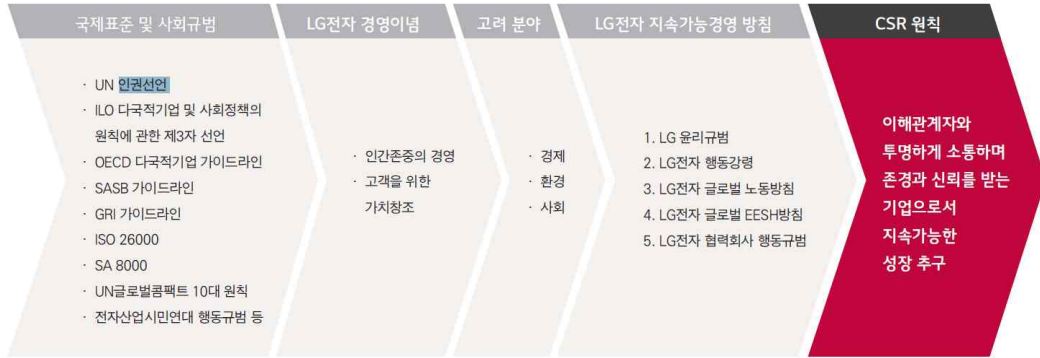 국제표준 및 사회규범
· UN 인권선언
· ILO 다국적기업 및 사회정책의
원칙에 관한 제3자 선언
· OECD 다국적기업 가이드라인
· SASB 가이드라인
· GRI 가이드라인
· ISO 26000
· SA 8000
· UN글로벌콤팩트 10대 원칙
· 전자산업시민연대 행동규범 등
LG전자 경영이념
· 인간존중의 경영
· 고객을 위한
가치창조
고려 분야
· 경제
· 환경
· 사회
LG전자 지속가능경영 방침
1. LG 윤리규범
2. LG전자 행동강령
3. LG전자 글로벌 노동방침
4. LG전자 글로벌 EESH방침
5. LG전자 협력회사 행동규범
CSR 원칙
이해관계자와
투명하게 소통하며
존경과 신뢰를 받는
기업으로서
지속가능한
성장 추구